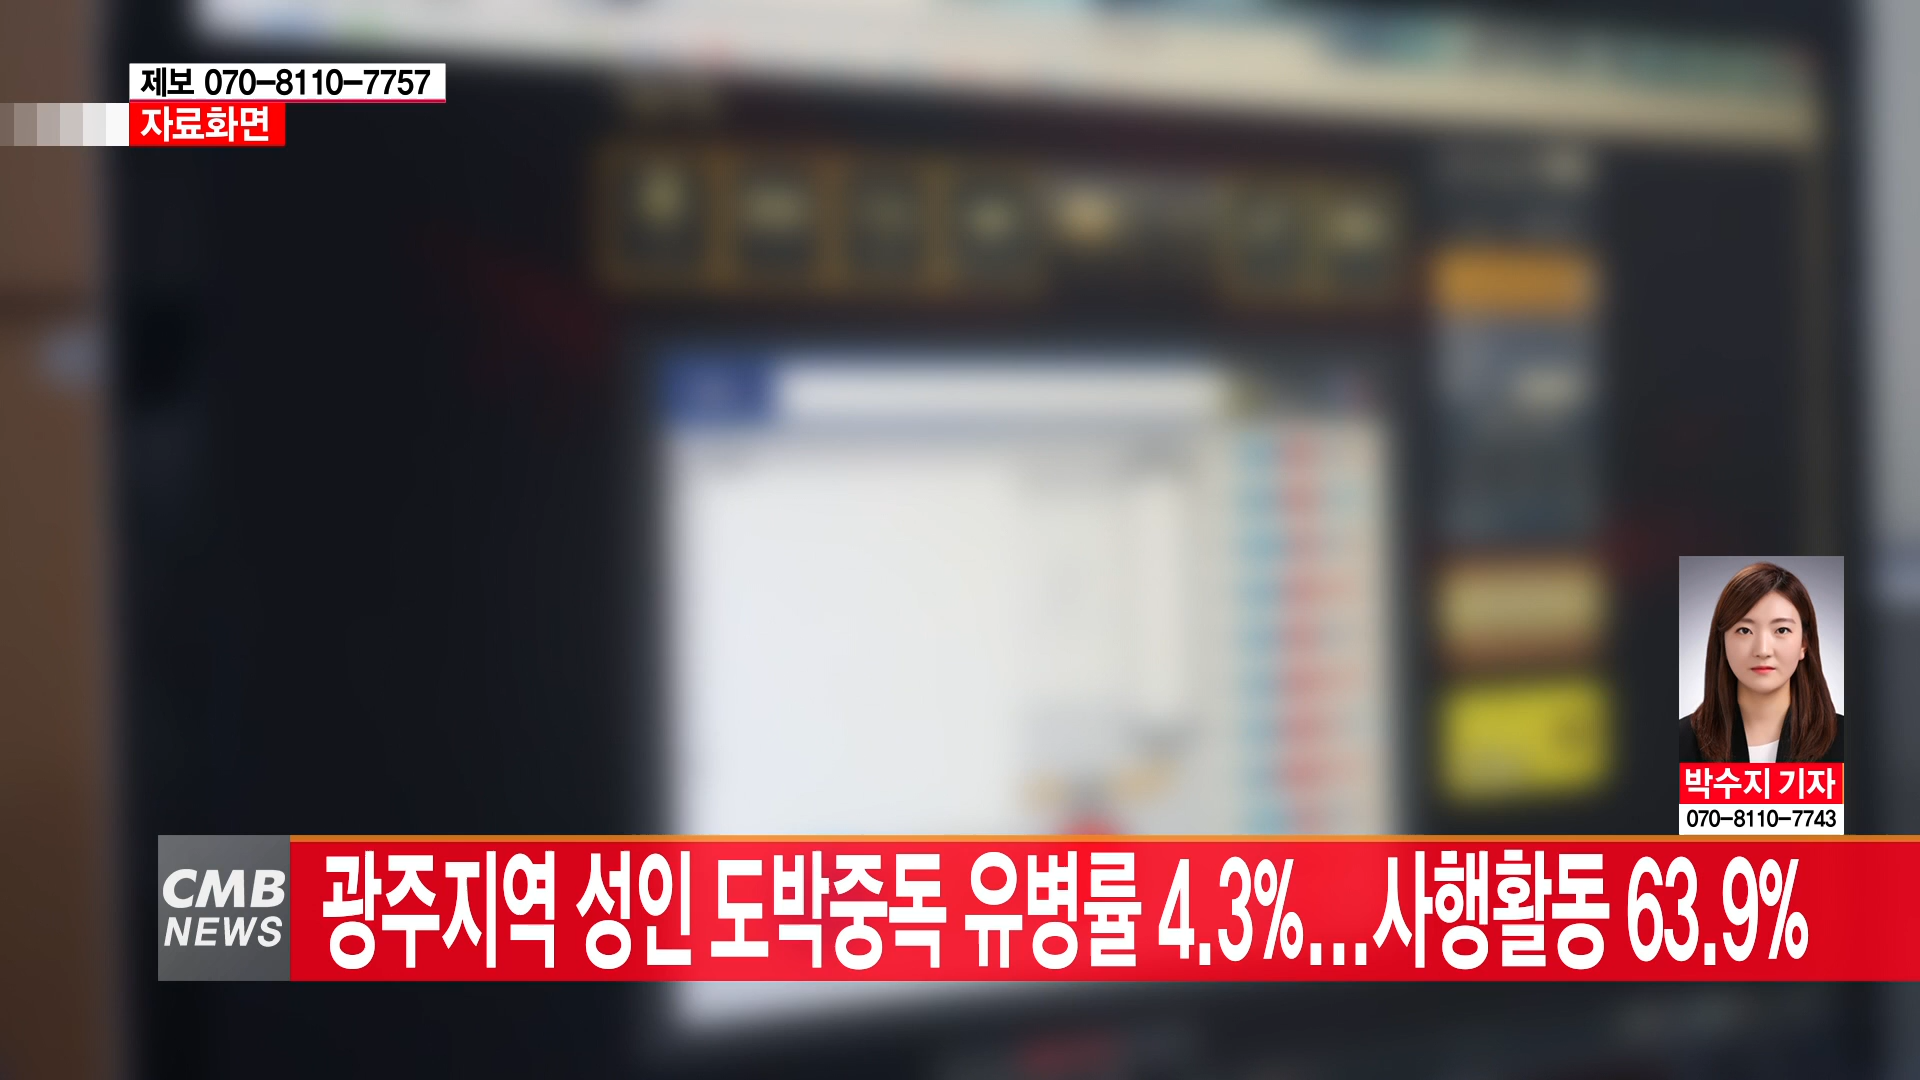 제보 070-8110-7757
자료화면
박수지 기자
070-8110-7743
CMB
NEWS
광주지역 성인 도박중독 유병률 4.3%...사행활동 63.9%